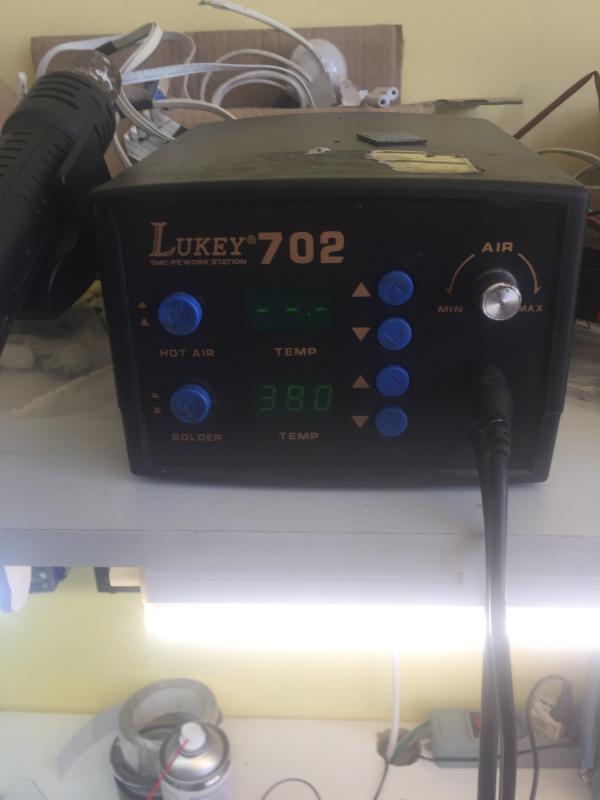 LUKEY® 702
SMD REWORK STATION
AIR
MIN MAX
- - .-
HOT AIR TEMP
380
SOLDER TEMP